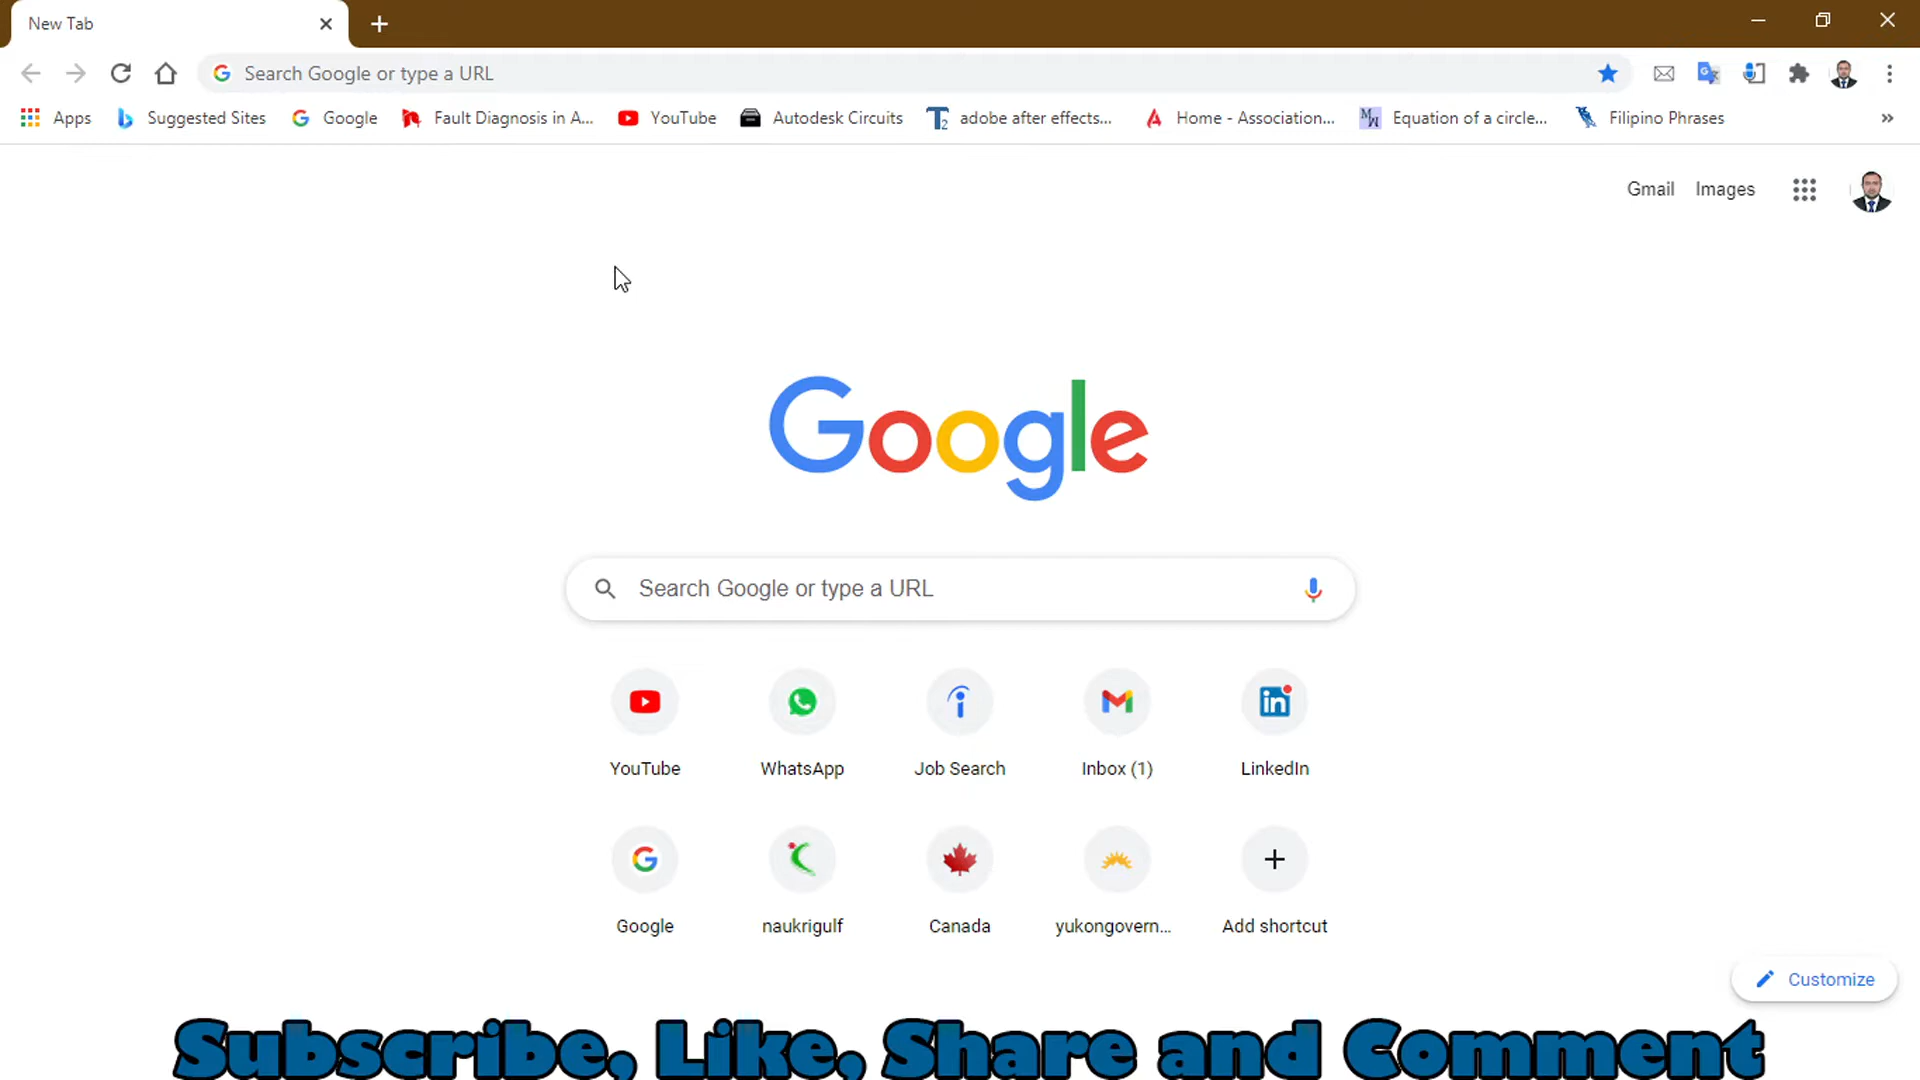 New Tab
Search Google or type a URL
Apps Suggested Sites Google Fault Diagnosis in A... YouTube Autodesk Circuits adobe after effects... Home - Association... Equation of a circle... Filipino Phrases »
Gmail Images
Google
Search Google or type a URL
YouTube WhatsApp Job Search Inbox (1) LinkedIn
Google naukrigulf Canada yukongovern... Add shortcut
Customize
Subscribe, Like, Share and Comment